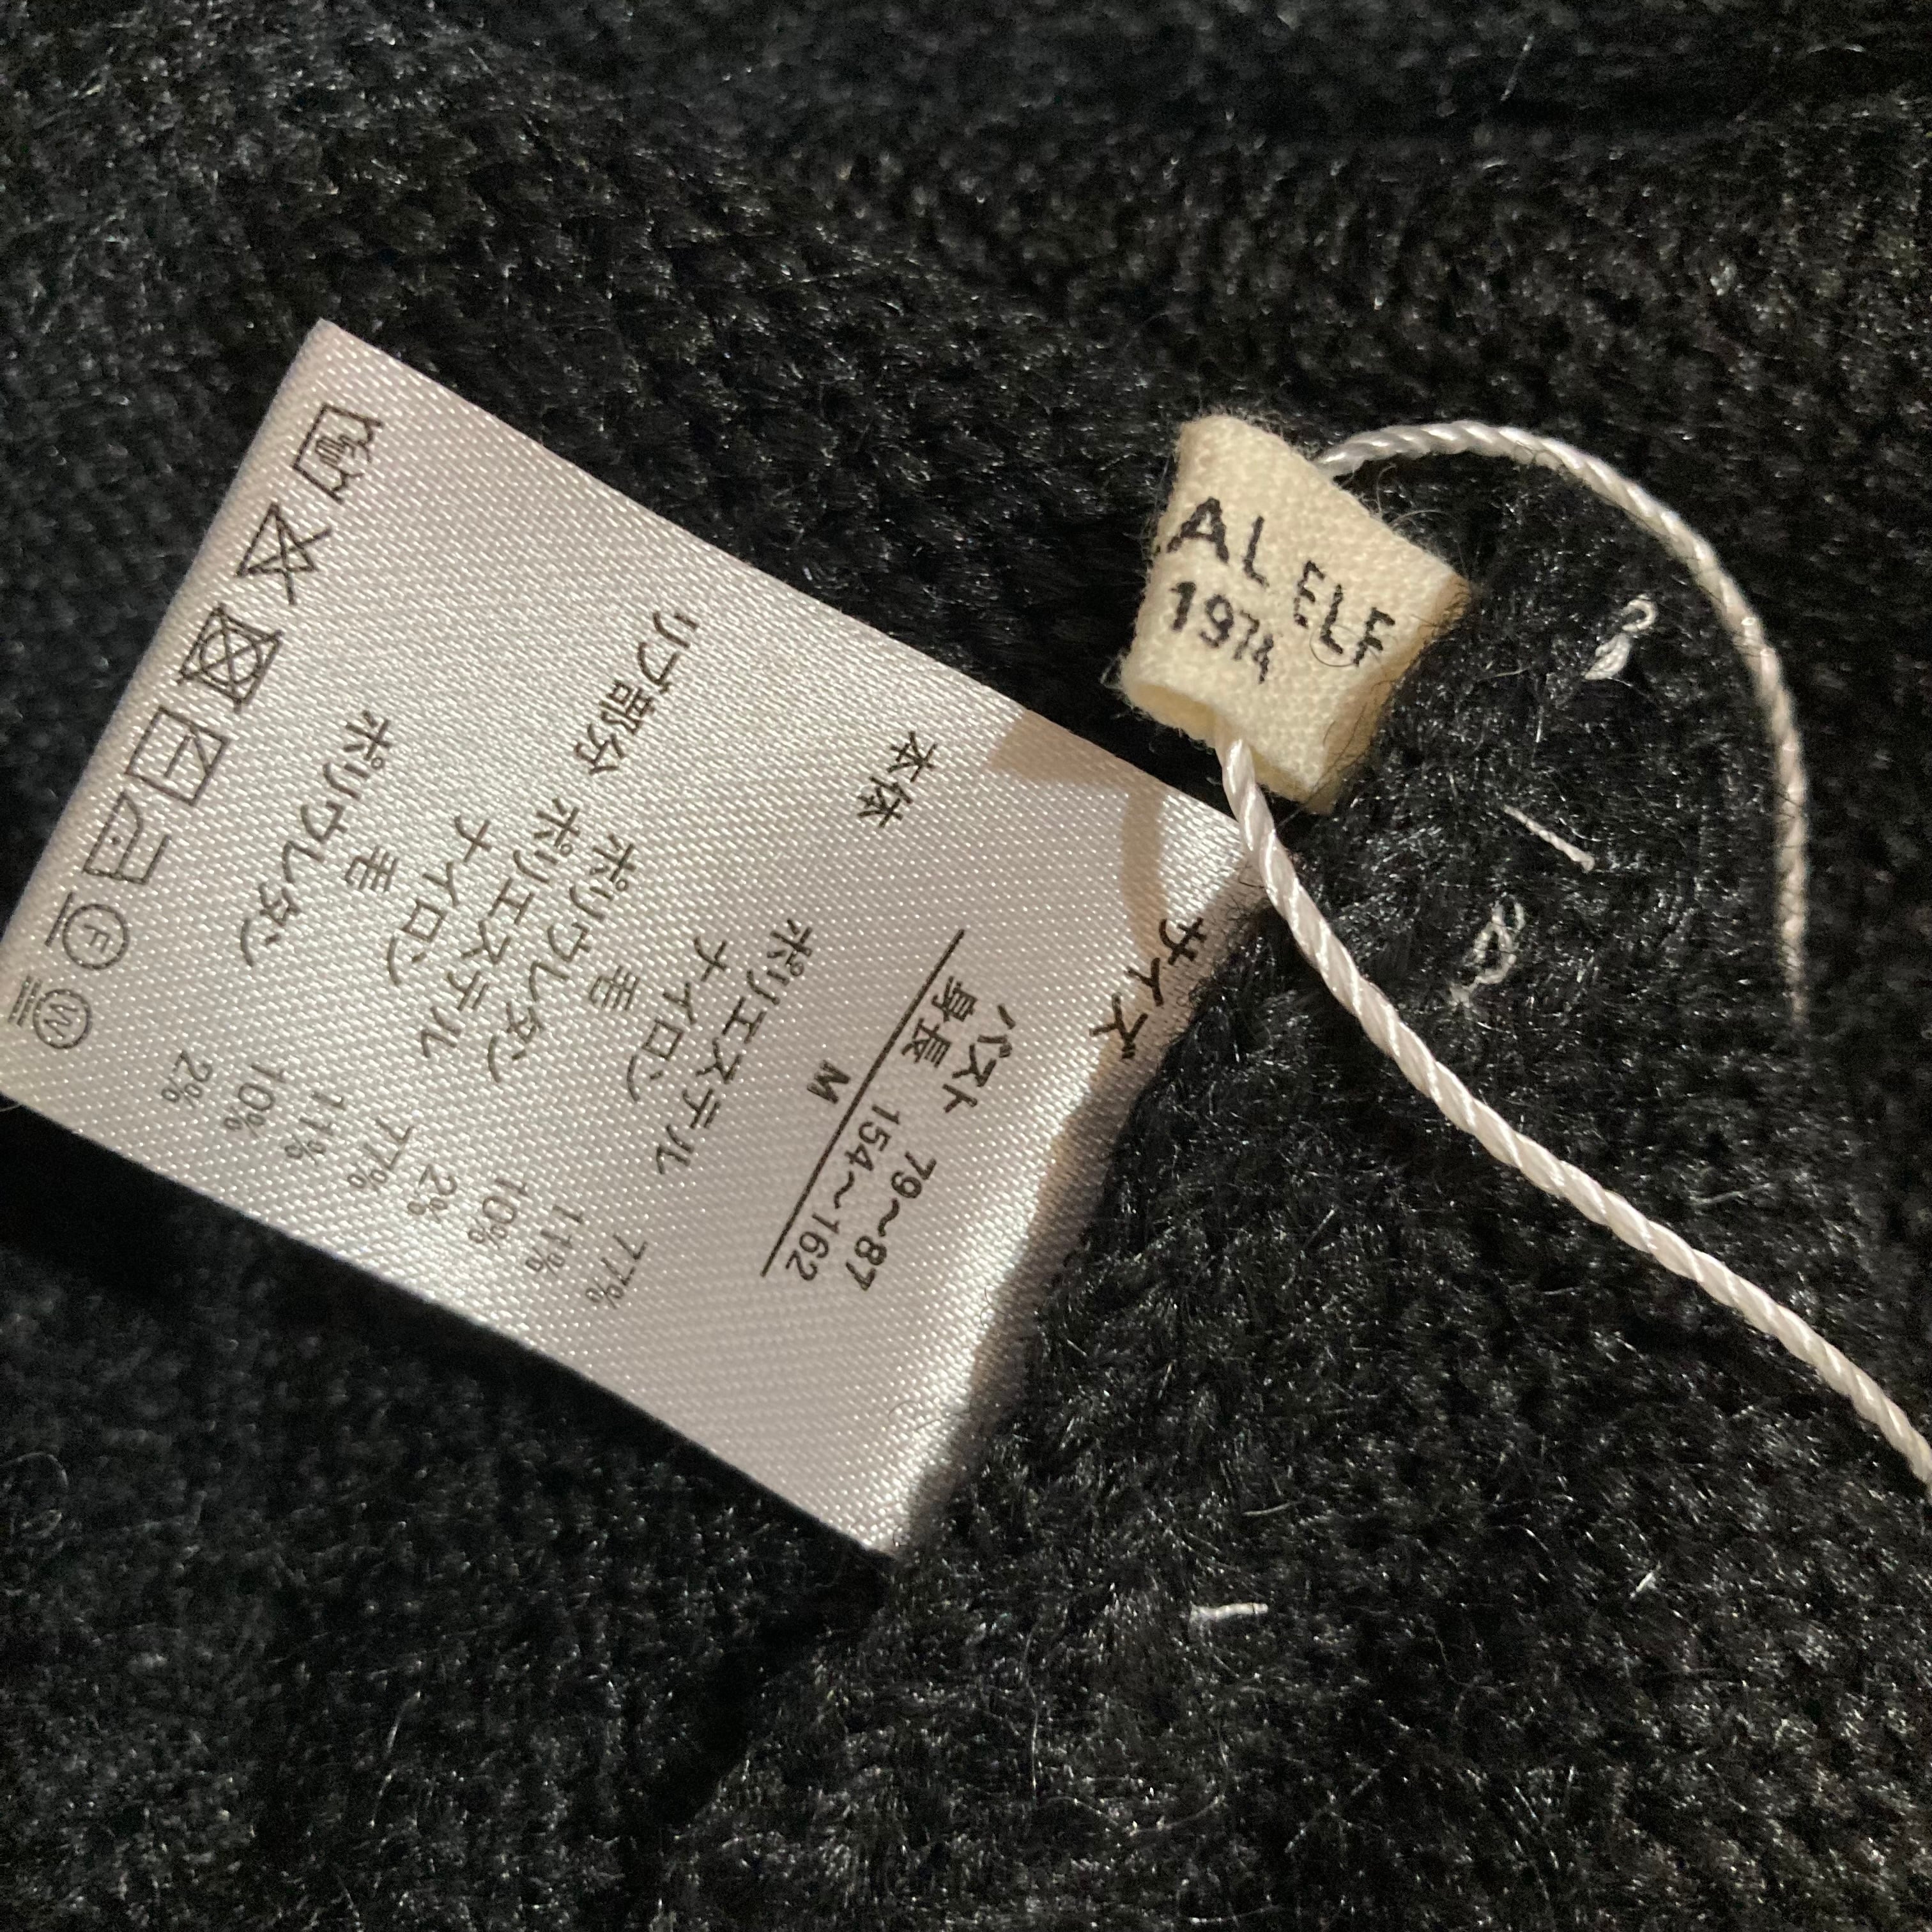 サイズ
バスト 79～87
身長 154～162
M
本体
ポリエステル 77%
ナイロン 11%
毛 10%
ポリウレタン 2%
リブ部分
ポリエステル 77%
ナイロン 11%
毛 10%
ポリウレタン 2%
F
W
AL ELF
1974